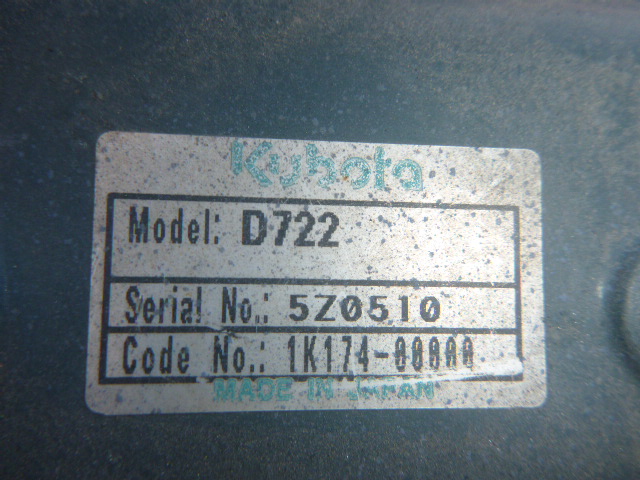 Kubota
Model: D722
Serial No.: 5Z0510
Code No.: 1K174-00000
MADE IN JAPAN